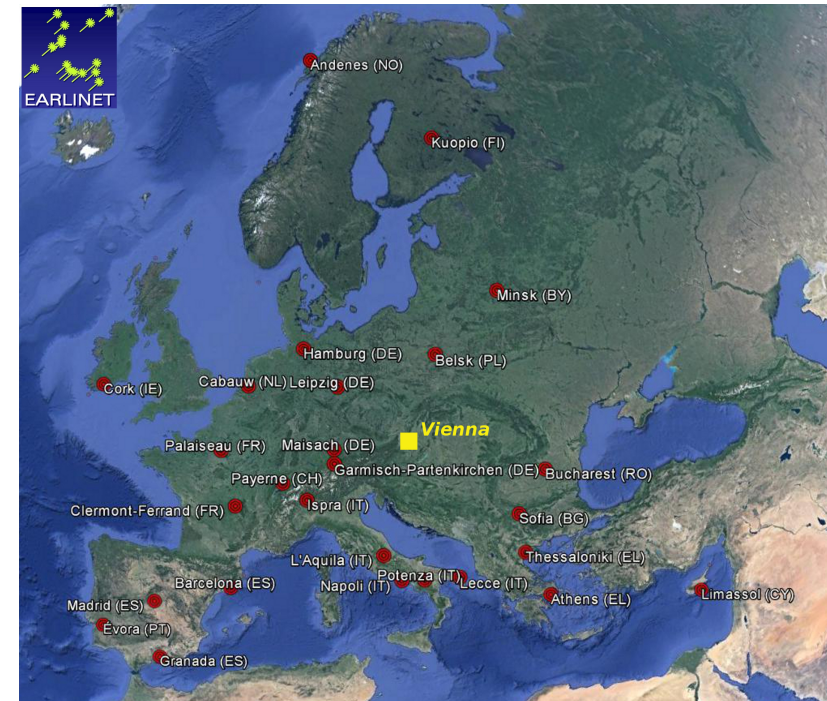 EARLINET
Andenes (NO)
Kuopio (FI)
Minsk (BY)
Hamburg (DE)
Belsk (PL)
Cork (IE)
Cabauw (NL)
Leipzig (DE)
Vienna
Palaiseau (FR)
Maisach (DE)
Garmisch-Partenkirchen (DE)
Bucharest (RO)
Payerne (CH)
Ispra (IT)
Clermont-Ferrand (FR)
Sofia (BG)
L'Aquila (IT)
Thessaloniki (EL)
Potenza (IT)
Barcelona (ES)
Napoli (IT)
Lecce (IT)
Limassol (CY)
Athens (EL)
Madrid (ES)
Évora (PT)
Granada (ES)